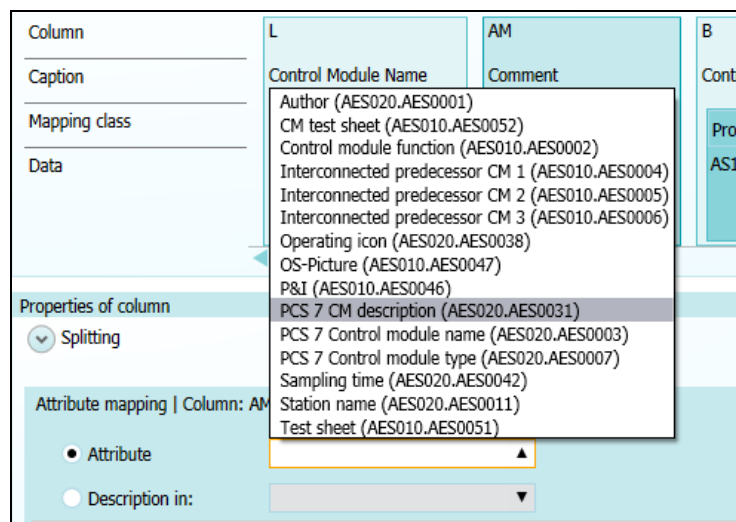 Column
L
AM
B
Caption
Control Module Name
Comment
Cont
Mapping class
Data
Pro
AS1
Author (AES020.AES0001)
CM test sheet (AES010.AES0052)
Control module function (AES010.AES0002)
Interconnected predecessor CM 1 (AES010.AES0004)
Interconnected predecessor CM 2 (AES010.AES0005)
Interconnected predecessor CM 3 (AES010.AES0006)
Operating icon (AES020.AES0038)
OS-Picture (AES010.AES0047)
P&I (AES010.AES0046)
PCS 7 CM description (AES020.AES0031)
PCS 7 Control module name (AES020.AES0003)
PCS 7 Control module type (AES020.AES0007)
Sampling time (AES020.AES0042)
Station name (AES020.AES0011)
Test sheet (AES010.AES0051)
Properties of column
Splitting
Attribute mapping | Column: AM
Attribute
Description in: